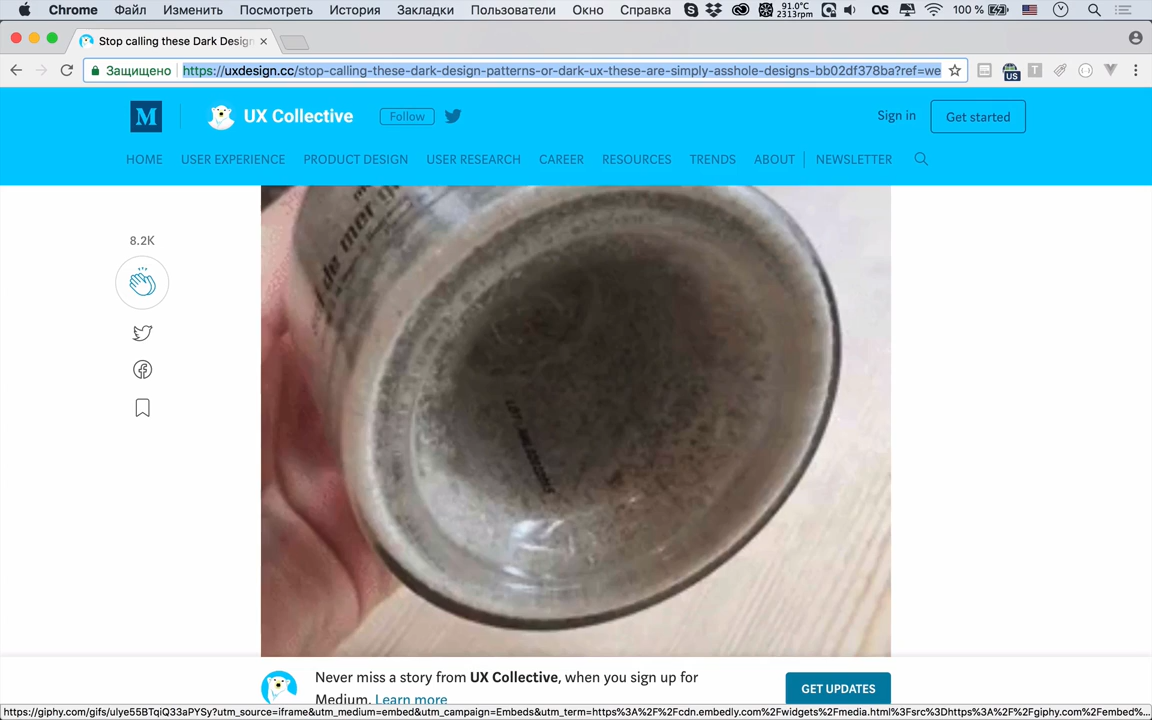 Chrome Файл Изменить Посмотреть История Закладки Пользователи Окно Справка 91.0°C 2313rpm 100 %
Stop calling these Dark Design
Защищено https://uxdesign.cc/stop-calling-these-dark-design-patterns-or-dark-ux-these-are-simply-asshole-designs-bb02df378ba?ref=we
US
M UX Collective Follow Sign in Get started
HOME USER EXPERIENCE PRODUCT DESIGN USER RESEARCH CAREER RESOURCES TRENDS ABOUT NEWSLETTER
8.2K
de mer
Never miss a story from UX Collective, when you sign up for
Medium. Learn more
GET UPDATES
https://giphy.com/gifs/ulye55BTqiQ33aPYSy?utm_source=iframe&utm_medium=embed&utm_campaign=Embeds&utm_term=https%3A%2F%2Fcdn.embedly.com%2Fwidgets%2Fmedia.html%3Fsrc%3Dhttps%3A%2F%2Fgiphy.com%2Fembed%...